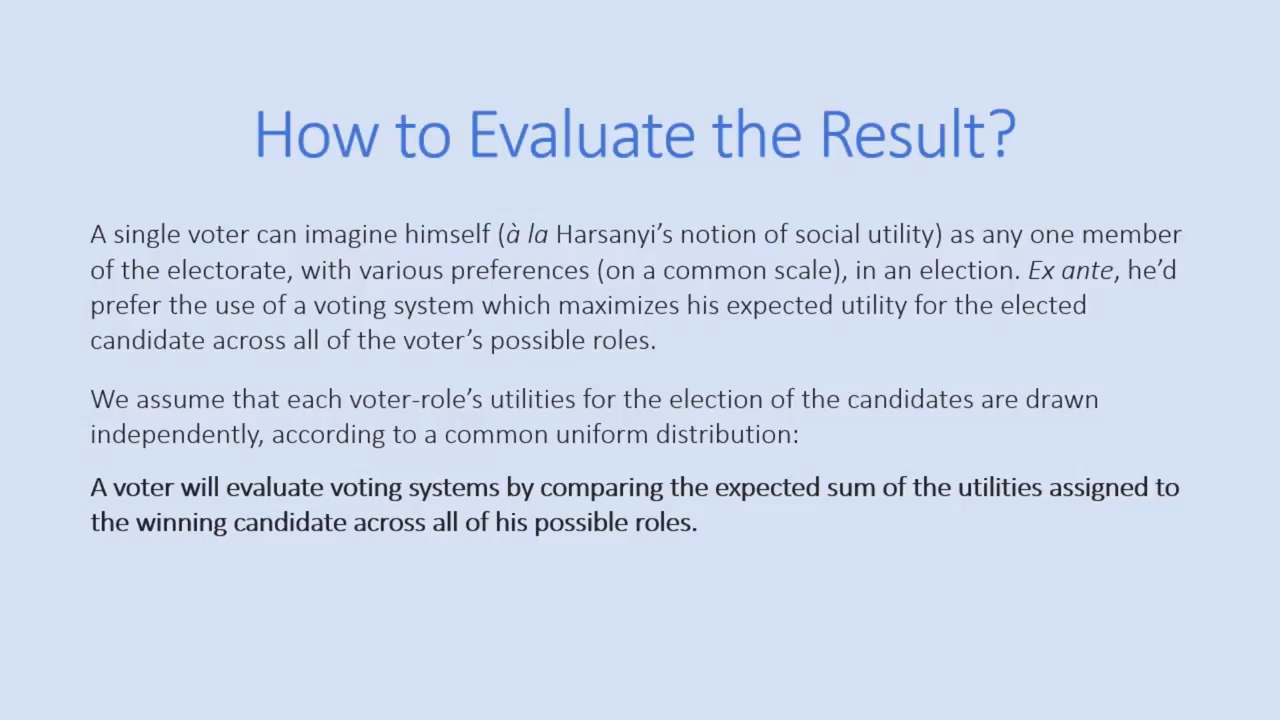 How to Evaluate the Result?
A single voter can imagine himself (à la Harsanyi’s notion of social utility) as any one member
of the electorate, with various preferences (on a common scale), in an election. Ex ante, he’d
prefer the use of a voting system which maximizes his expected utility for the elected
candidate across all of the voter’s possible roles.
We assume that each voter-role’s utilities for the election of the candidates are drawn
independently, according to a common uniform distribution:
A voter will evaluate voting systems by comparing the expected sum of the utilities assigned to
the winning candidate across all of his possible roles.